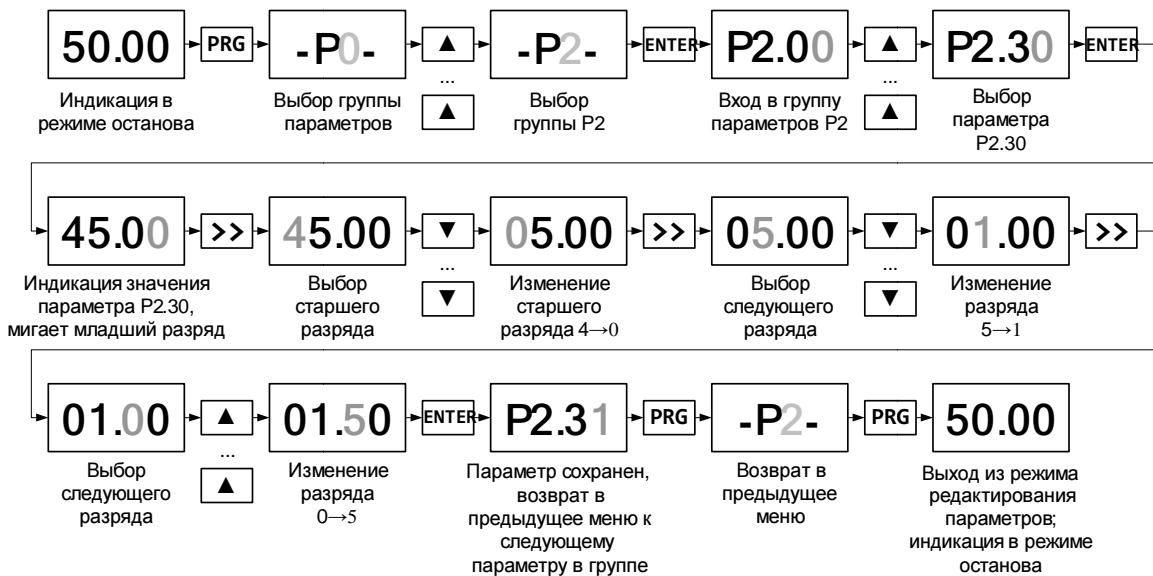 50.00 PRG -P0- ▲ -P2- ENTER P2.00 ▲ P2.30 ENTER
... ...
▲ ▲
Индикация в
режиме останова
Выбор группы
параметров
Выбор
группы P2
Вход в группу
параметров P2
Выбор
параметра
P2.30
45.00 >> 45.00 ▼ 05.00 >> 05.00 ▼ 01.00 >>
... ...
▼ ▼
Индикация значения
параметра P2.30,
мигает младший разряд
Выбор
старшего
разряда
Изменение
старшего
разряда 4→0
Выбор
следующего
разряда
Изменение
разряда
5→1
01.00 ▲ 01.50 ENTER P2.31 PRG -P2- PRG 50.00
...
▲
Выбор
следующего
разряда
Изменение
разряда
0→5
Параметр сохранен,
возврат в
предыдущее меню к
следующему
параметру в группе
Возврат в
предыдущее
меню
Выход из режима
редактирования
параметров;
индикация в режиме
останова